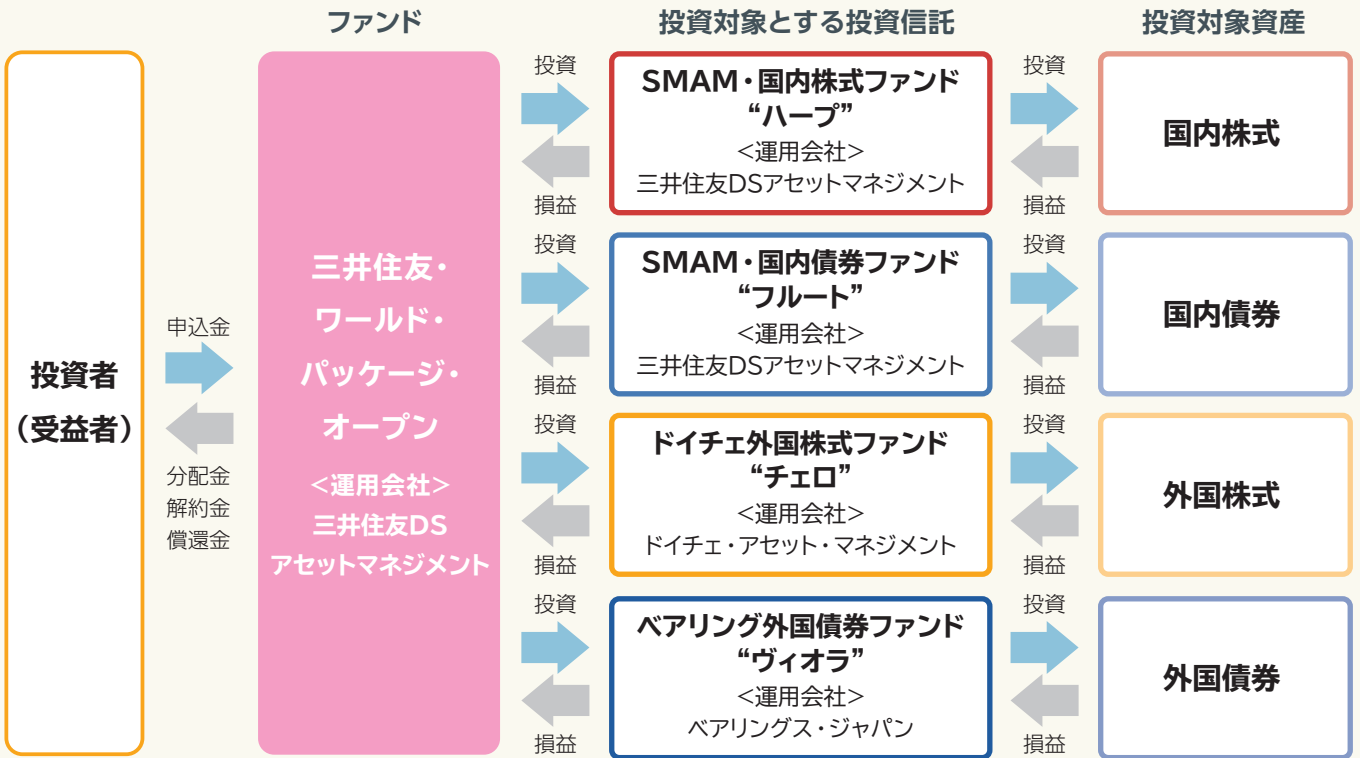 ファンド
投資対象とする投資信託
投資対象資産
投資者
(受益者)
申込金
分配金
解約金
償還金
三井住友・
ワールド・
パッケージ・
オープン
<運用会社>
三井住友DS
アセットマネジメント
投資
損益
SMAM・国内株式ファンド
“ハープ”
<運用会社>
三井住友DSアセットマネジメント
投資
損益
国内株式
投資
損益
SMAM・国内債券ファンド
“フルート”
<運用会社>
三井住友DSアセットマネジメント
投資
損益
国内債券
投資
損益
ドイチェ外国株式ファンド
“チェロ”
<運用会社>
ドイチェ・アセット・マネジメント
投資
損益
外国株式
投資
損益
ベアリング外国債券ファンド
“ヴィオラ”
<運用会社>
ベアリングス・ジャパン
投資
損益
外国債券